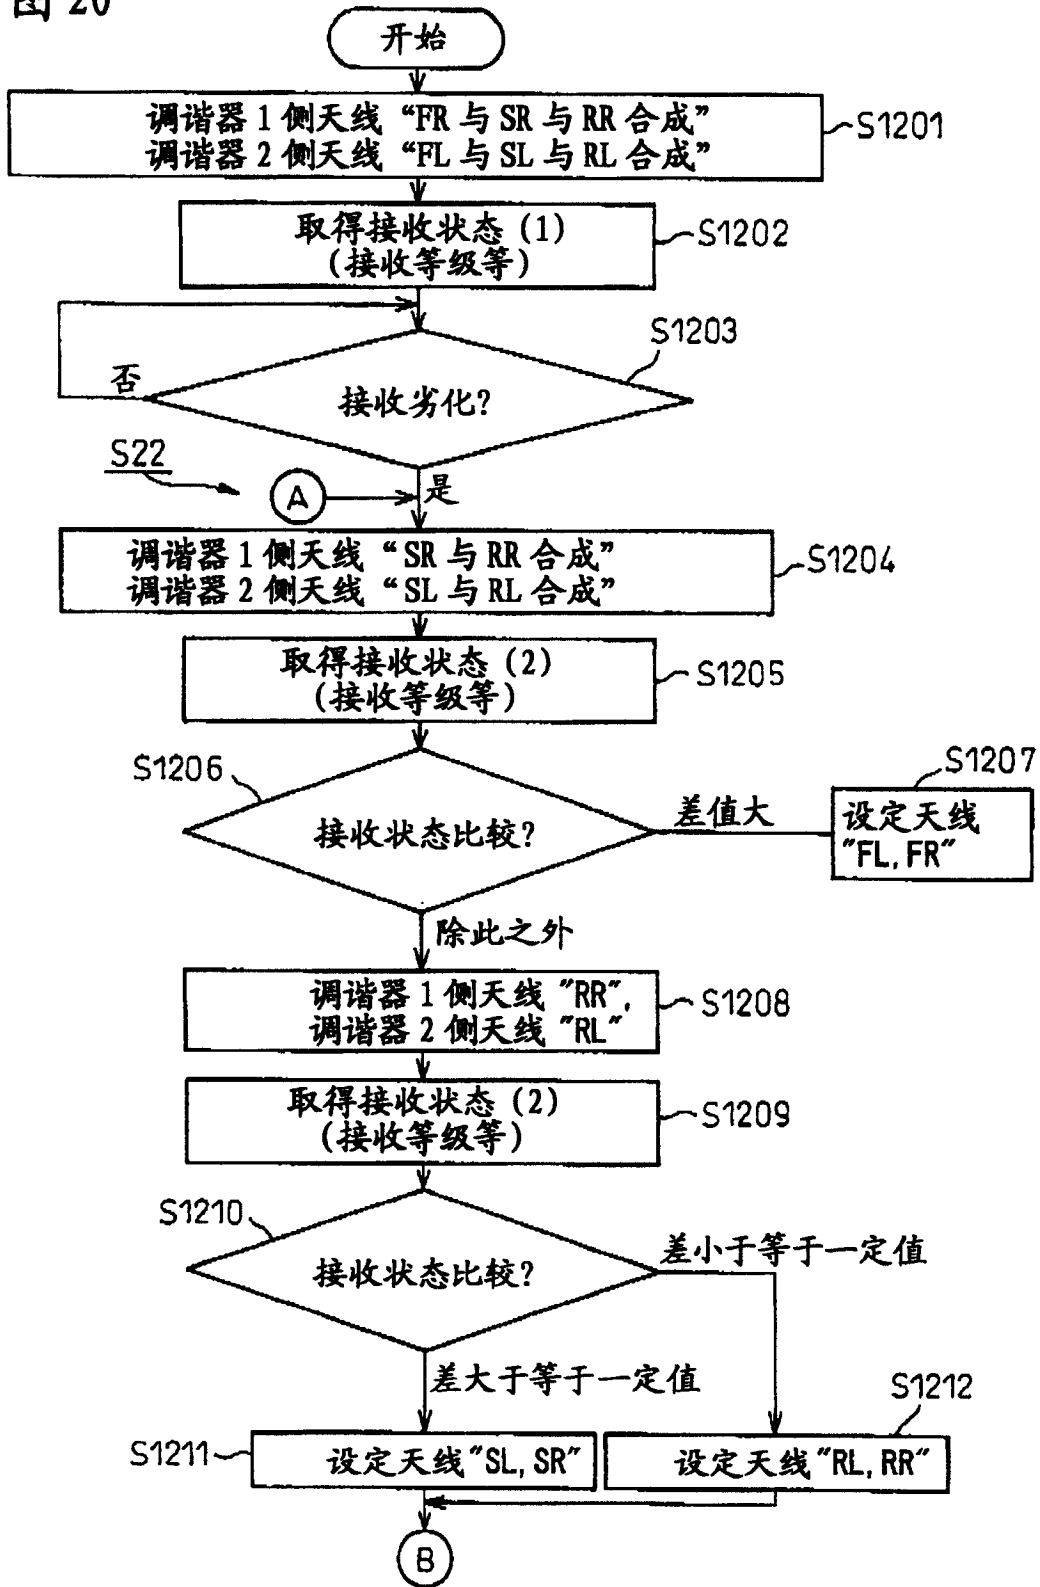 图 20
开始
调谐器 1 侧天线 “FR 与 SR 与 RR 合成”
调谐器 2 侧天线 “FL 与 SL 与 RL 合成”
S1201
取得接收状态 (1)
(接收等级等)
S1202
S1203
否
接收劣化?
S22
A
是
调谐器 1 侧天线 “SR 与 RR 合成”
调谐器 2 侧天线 “SL 与 RL 合成”
S1204
取得接收状态 (2)
(接收等级等)
S1205
S1206
接收状态比较?
差值大
S1207
设定天线
"FL, FR"
除此之外
调谐器 1 侧天线 "RR",
调谐器 2 侧天线 "RL"
S1208
取得接收状态 (2)
(接收等级等)
S1209
S1210
接收状态比较?
差小于等于一定值
差大于等于一定值
S1211
设定天线"SL, SR"
S1212
设定天线"RL, RR"
B